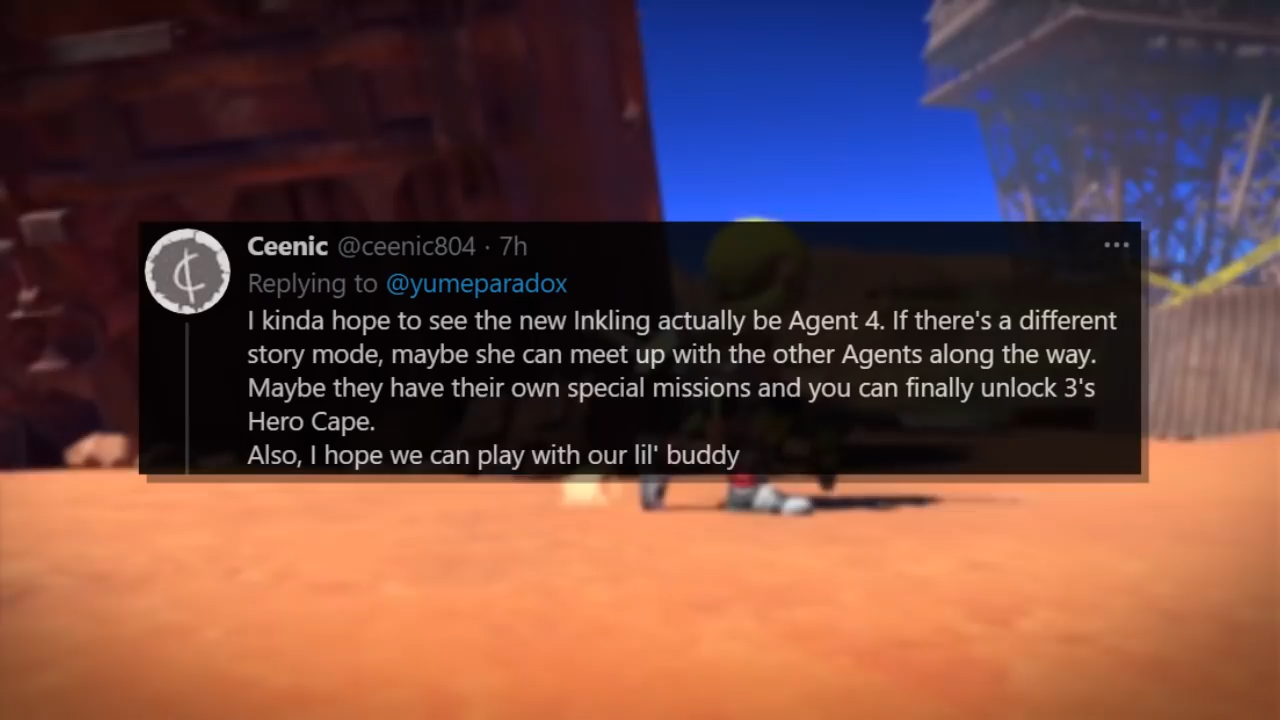 Ceenic @ceenic804 · 7h
Replying to @yumeparadox
I kinda hope to see the new Inkling actually be Agent 4. If there's a different
story mode, maybe she can meet up with the other Agents along the way.
Maybe they have their own special missions and you can finally unlock 3's
Hero Cape.
Also, I hope we can play with our lil' buddy